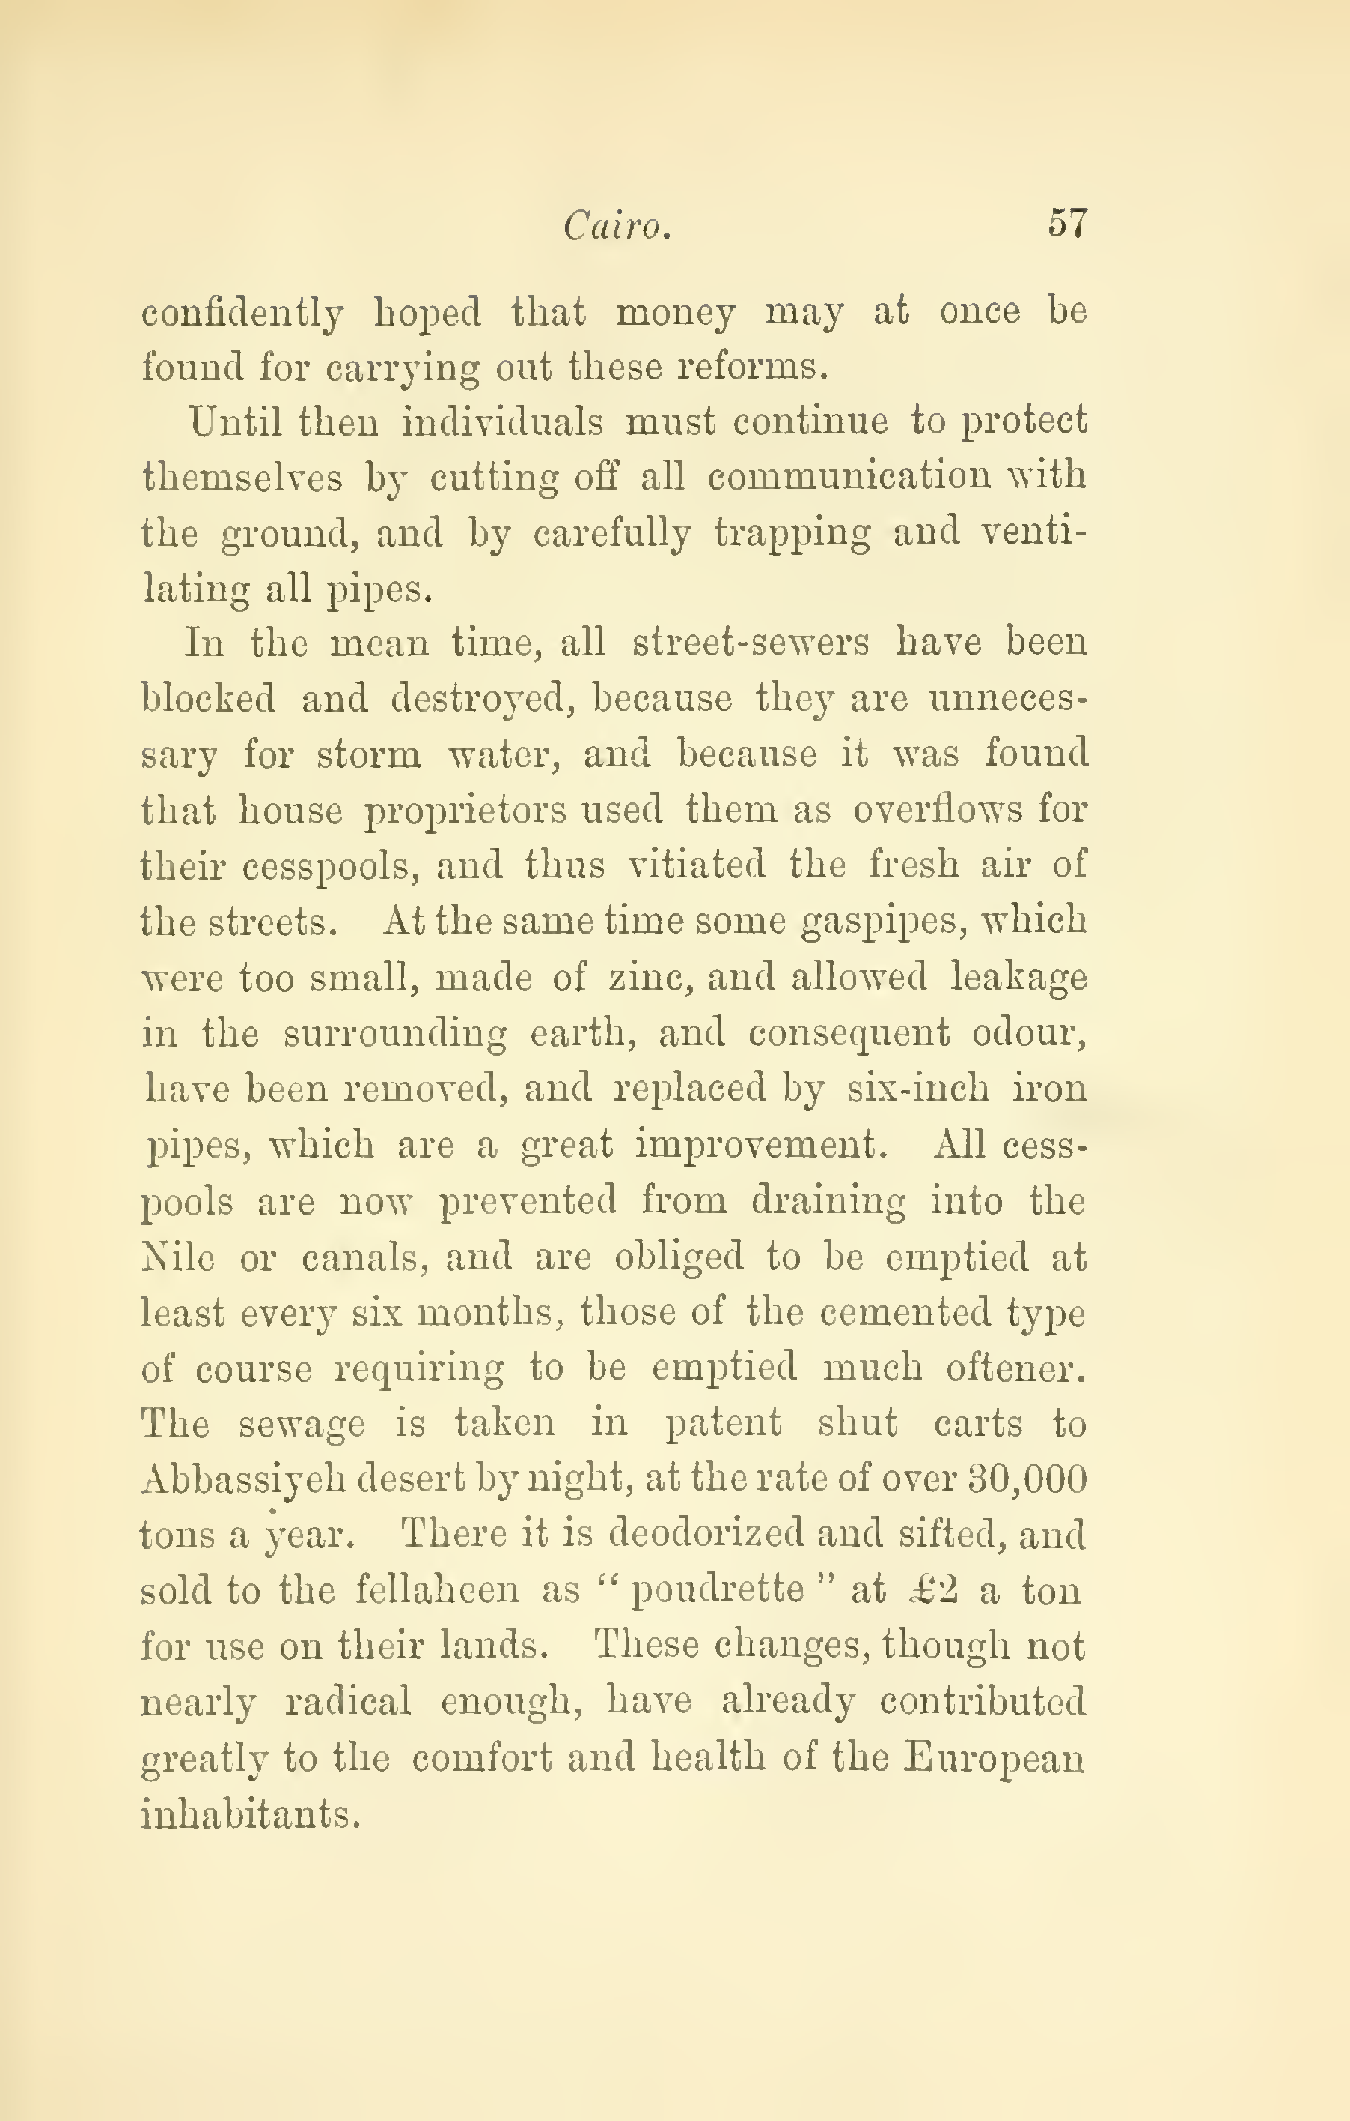 Cairo. 57
confidently hoped that money may at once be
found for carrying out these reforms.
Until then individuals must continue to protect
themselves by cutting off all communication with
the ground, and by carefully trapping and venti-
lating all pipes.
In the mean time, all street-sewers have been
blocked and destroyed, because they are unneces-
sary for storm water, and because it was found
that house proprietors used them as overflows for
their cesspools, and thus vitiated the fresh air of
the streets. At the same time some gaspipes, which
were too small, made of zinc, and allowed leakage
in the surrounding earth, and consequent odour,
have been removed, and replaced by six-inch iron
pipes, which are a great improvement. All cess-
pools are now prevented from draining into the
Nile or canals, and are obliged to be emptied at
least every six months, those of the cemented type
of course requiring to be emptied much oftener.
The sewage is taken in patent shut carts to
Abbassiyeh desert by night, at the rate of over 30,000
tons a year. There it is deodorized and sifted, and
sold to the fellaheen as “ poudrette ” at £2 a ton
for use on their lands. These changes, though not
nearly radical enough, have already contributed
greatly to the comfort and health of the European
inhabitants.